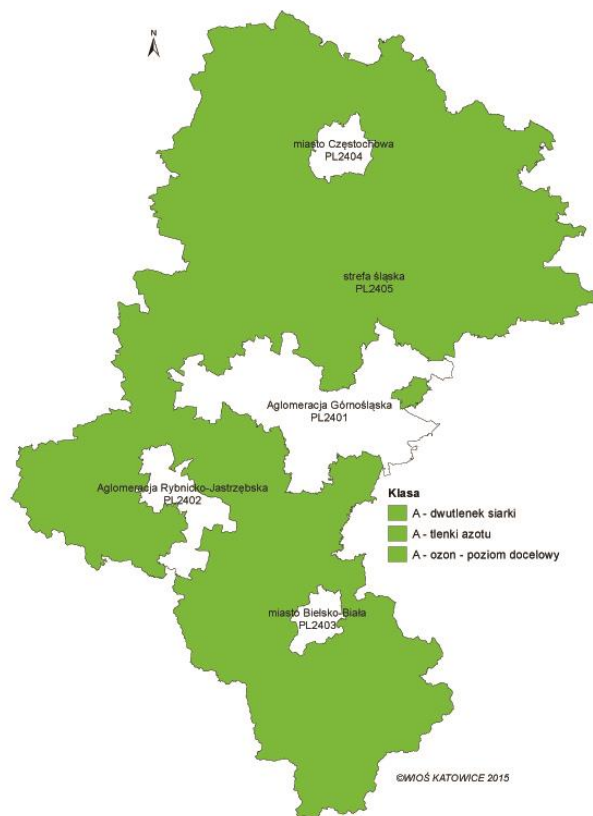 N
miasto Częstochowa
PL2404
strefa śląska
PL2405
Aglomeracja Górnośląska
PL2401
Aglomeracja Rybnicko-Jastrzębska
PL2402
Klasa
A - dwutlenek siarki
A - tlenki azotu
A - ozon - poziom docelowy
miasto Bielsko-Biała
PL2403
©WIOŚ KATOWICE 2015